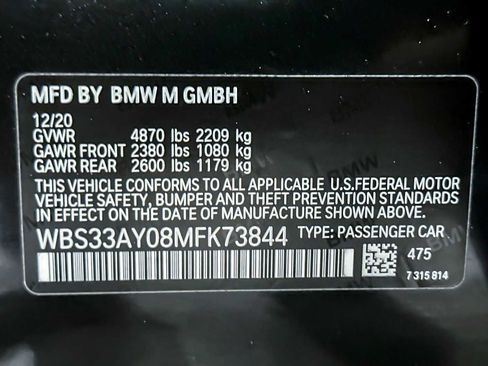 MFD BY BMW M GMBH
12/20
GVWR 4870 lbs 2209 kg
GAWR FRONT 2380 lbs 1080 kg
GAWR REAR 2600 lbs 1179 kg
THIS VEHICLE CONFORMS TO ALL APPLICABLE U.S.FEDERAL MOTOR
VEHICLE SAFETY, BUMPER AND THEFT PREVENTION STANDARDS
IN EFFECT ON THE DATE OF MANUFACTURE SHOWN ABOVE.
WBS33AY08MFK73844 TYPE: PASSENGER CAR
475
7 315 814